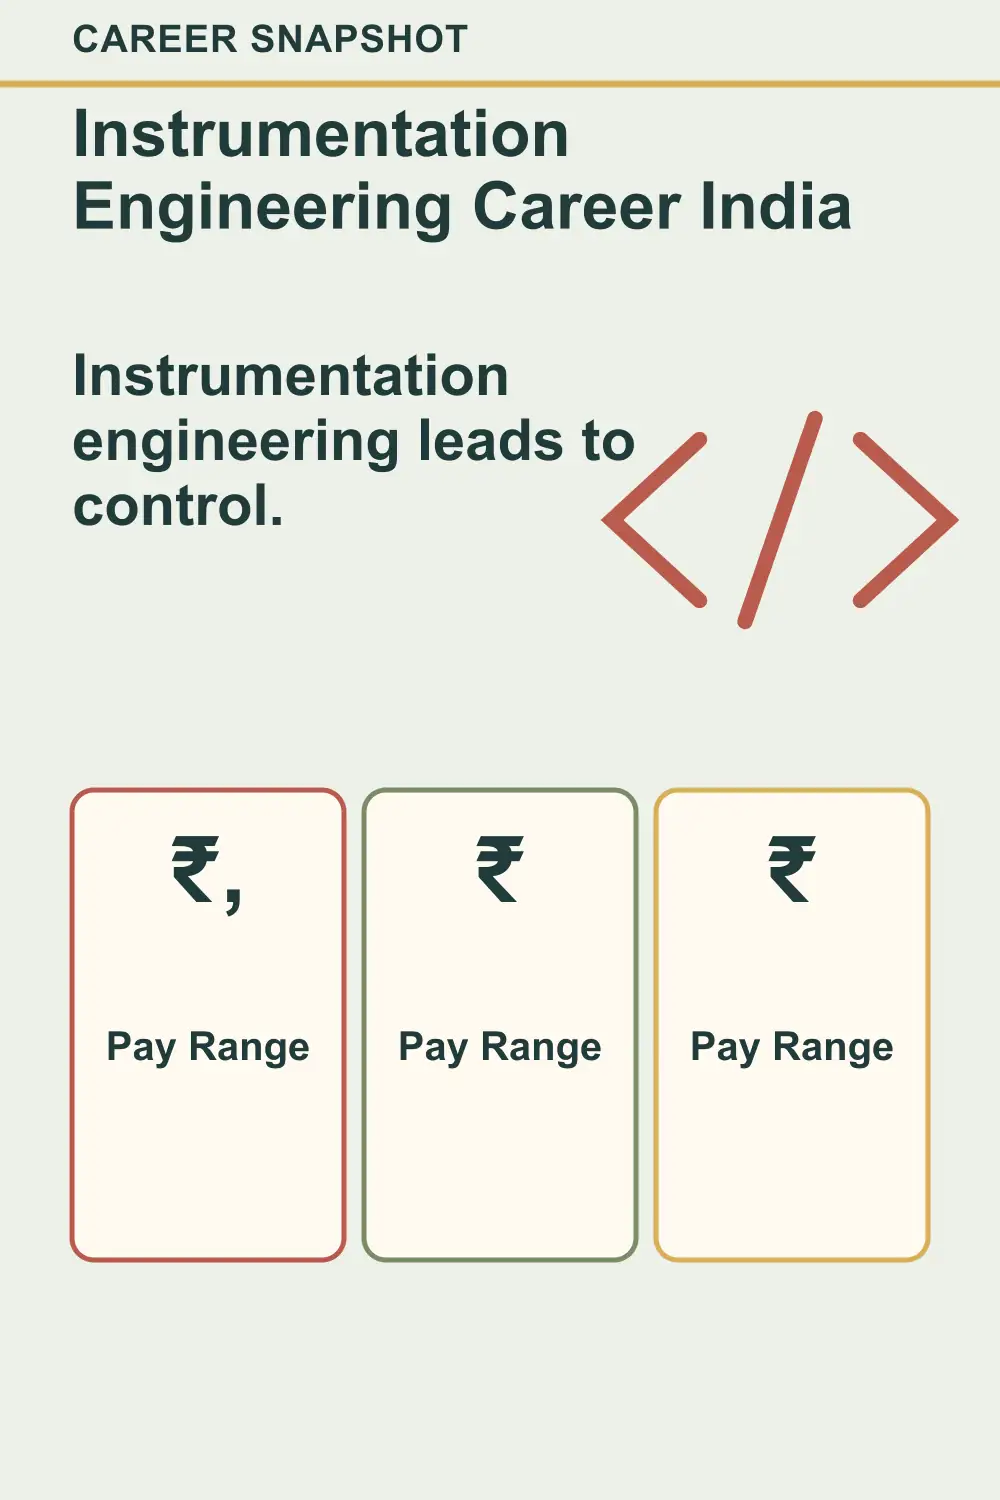 CAREER SNAPSHOT
Instrumentation
Engineering Career India
Instrumentation
engineering leads to
control.
</>
₹,
₹
₹
Pay Range
Pay Range
Pay Range